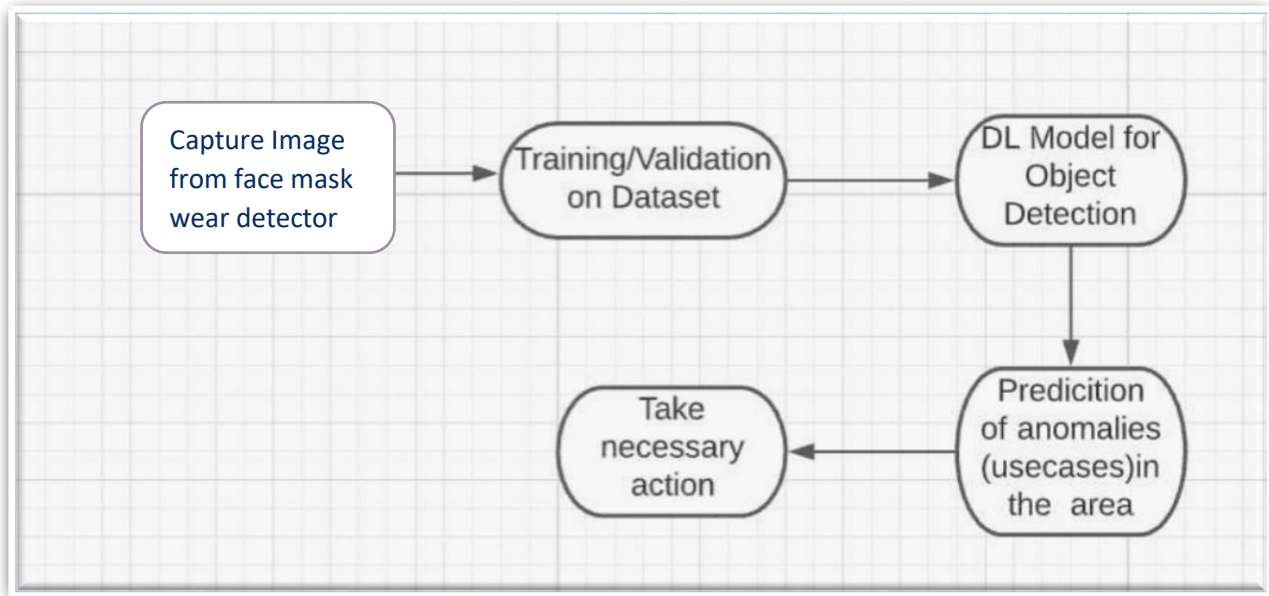 Capture Image
from face mask
wear detector
Training/Validation
on Dataset
DL Model for
Object
Detection
Predicition
of anomalies
(usecases)in
the area
Take
necessary
action